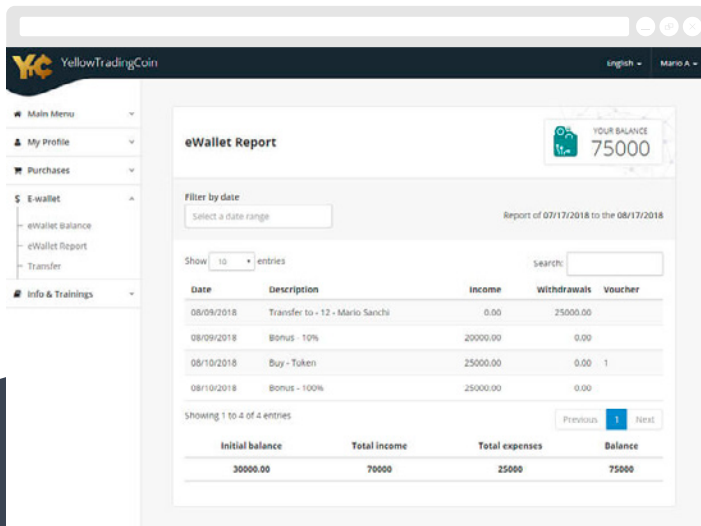 YTC YellowTradingCoin English Mario A
Main Menu
My Profile
Purchases
E-wallet
eWallet Balance
eWallet Report
Transfer
Info & Trainings
eWallet Report
YOUR BALANCE
75000
Filter by date
Select a date range
Report of 07/17/2018 to the 08/17/2018
Show 10 entries Search:
Date Description Income Withdrawals Voucher
08/09/2018 Transfer to - 12 - Mario Sanchi 0.00 25000.00
08/09/2018 Bonus - 10% 20000.00 0.00
08/10/2018 Buy - Token 25000.00 0.00 1
08/10/2018 Bonus - 100% 25000.00 0.00
Showing 1 to 4 of 4 entries Previous 1 Next
Initial balance Total income Total expenses Balance
30000.00 70000 25000 75000